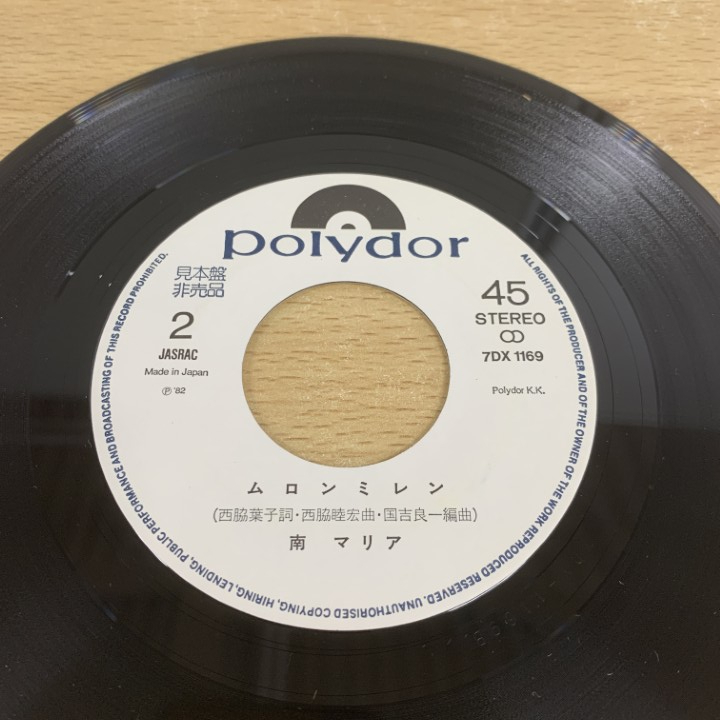 polydor
見本盤
非売品
2
JASRAC
Made in Japan
Ⓟ '82
45
STEREO
7DX 1169
Polydor K.K.
ムロンミレン
(西脇葉子詞・西脇睦宏曲・国吉良一編曲)
南 マリア
ALL RIGHTS OF THE PRODUCER AND OF THE OWNER OF THE WORK REPRODUCED RESERVED. UNAUTHORISED COPYING, HIRING, LENDING, PUBLIC PERFORMANCE AND BROADCASTING OF THIS RECORD PROHIBITED.